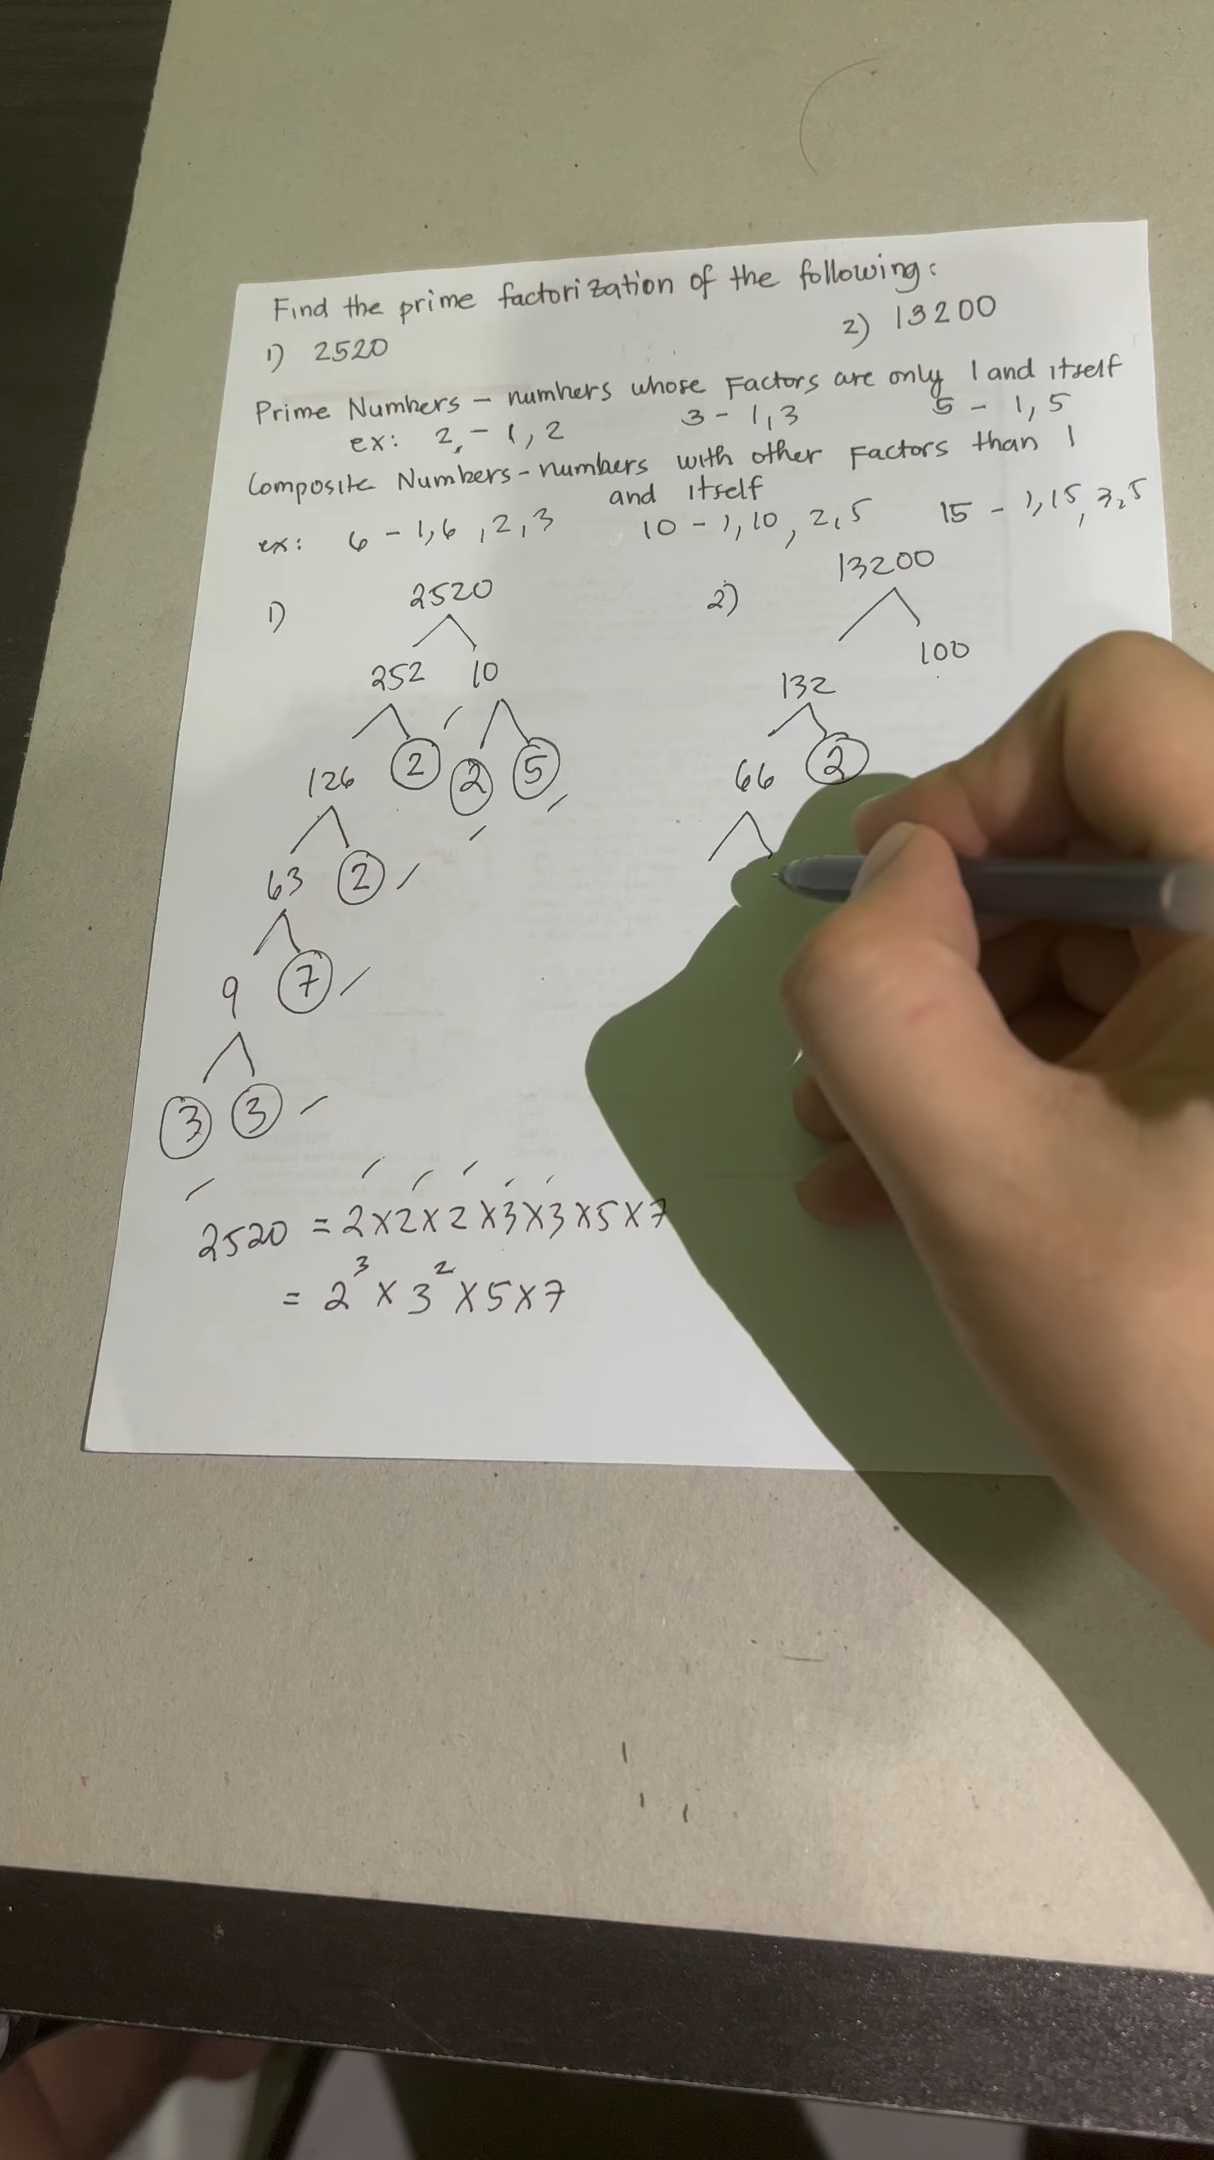 Find the prime factorization of the following:
1) 2520 2) 13200
Prime Numbers - numbers whose Factors are only 1 and itself
ex: 2 - 1, 2 3 - 1, 3 5 - 1, 5
Composite Numbers - numbers with other Factors than 1
and itself
ex: 6 - 1, 6, 2, 3 10 - 1, 10, 2, 5 15 - 1, 15, 3, 5
1) 2520
252 10
126 2 2 5
63 2
9 7
3 3
2520 = 2 x 2 x 2 x 3 x 3 x 5 x 7
= 2³ x 3² x 5 x 7
2) 13200
132 100
66 2